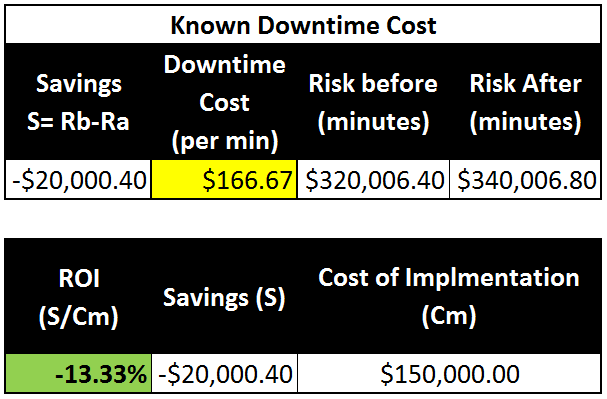 Known Downtime Cost
Savings
S= Rb-Ra
Downtime
Cost
(per min)
Risk before
(minutes)
Risk After
(minutes)
-$20,000.40 $166.67 $320,006.40 $340,006.80
ROI
(S/Cm)
Savings (S)
Cost of Implmentation
(Cm)
-13.33% -$20,000.40 $150,000.00